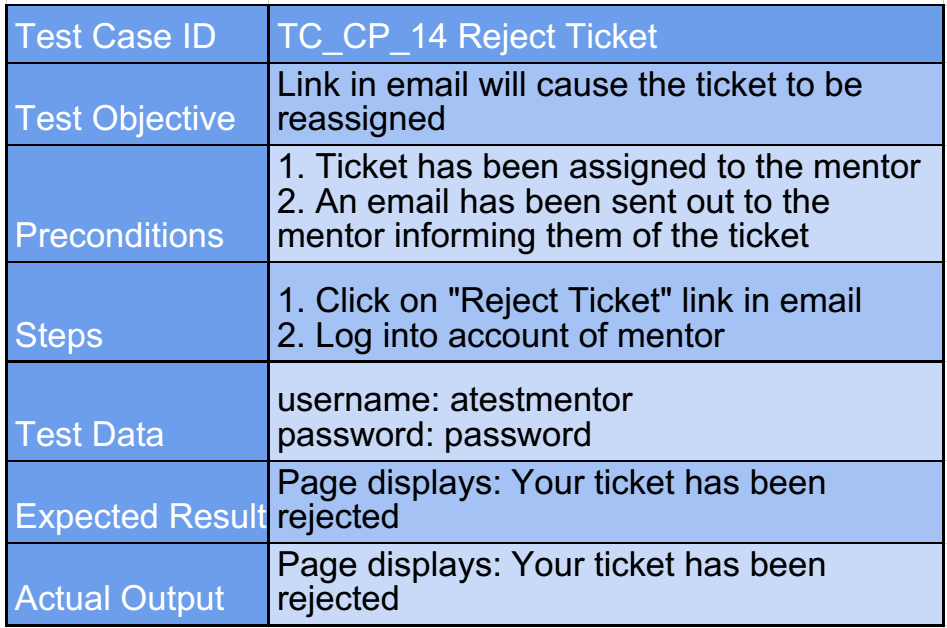 Test Case ID TC_CP_14 Reject Ticket
Link in email will cause the ticket to be
Test Objective reassigned
1. Ticket has been assigned to the mentor
2. An email has been sent out to the
Preconditions mentor informing them of the ticket
1. Click on "Reject Ticket" link in email
Steps 2. Log into account of mentor
username: atestmentor
Test Data password: password
Page displays: Your ticket has been
Expected Result rejected
Page displays: Your ticket has been
Actual Output rejected